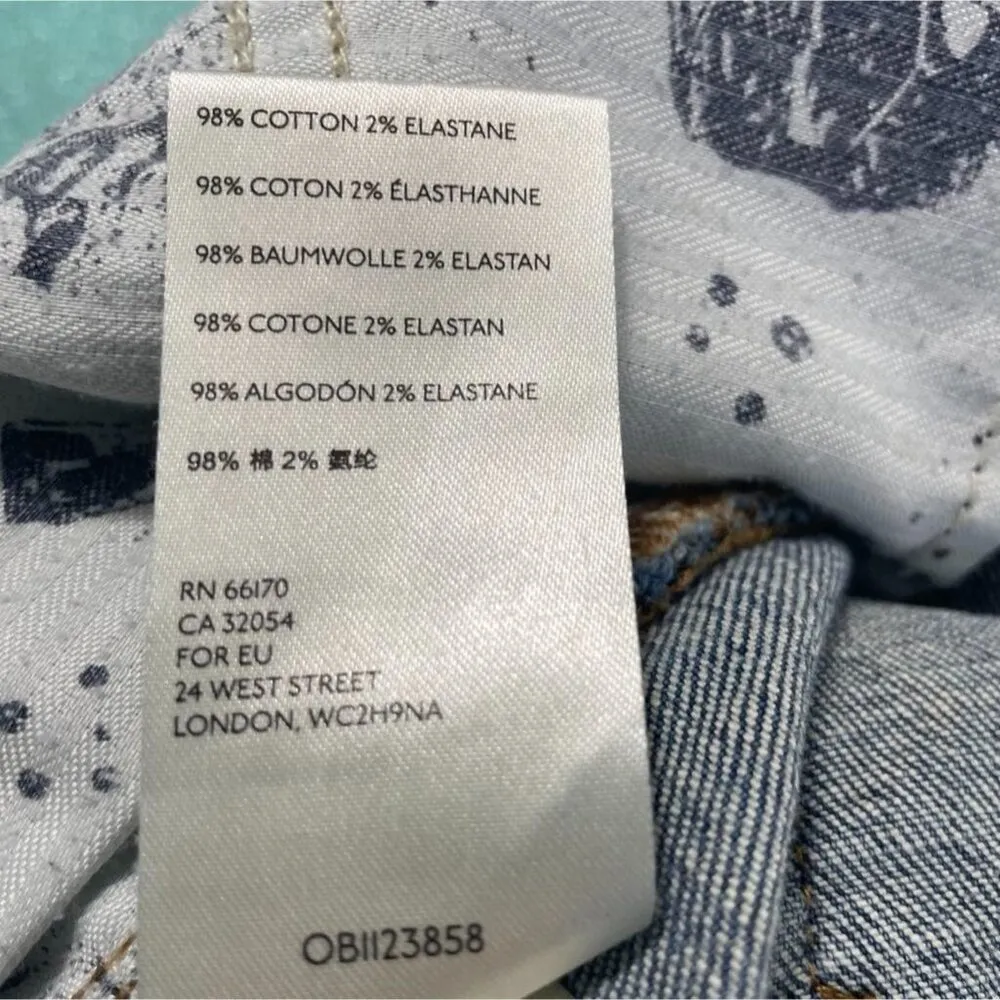 98% COTTON 2% ELASTANE
98% COTON 2% ÉLASTHANNE
98% BAUMWOLLE 2% ELASTAN
98% COTONE 2% ELASTAN
98% ALGODÓN 2% ELASTANE
98% 棉 2% 氨纶
RN 66170
CA 32054
FOR EU
24 WEST STREET
LONDON, WC2H9NA
OB1123858